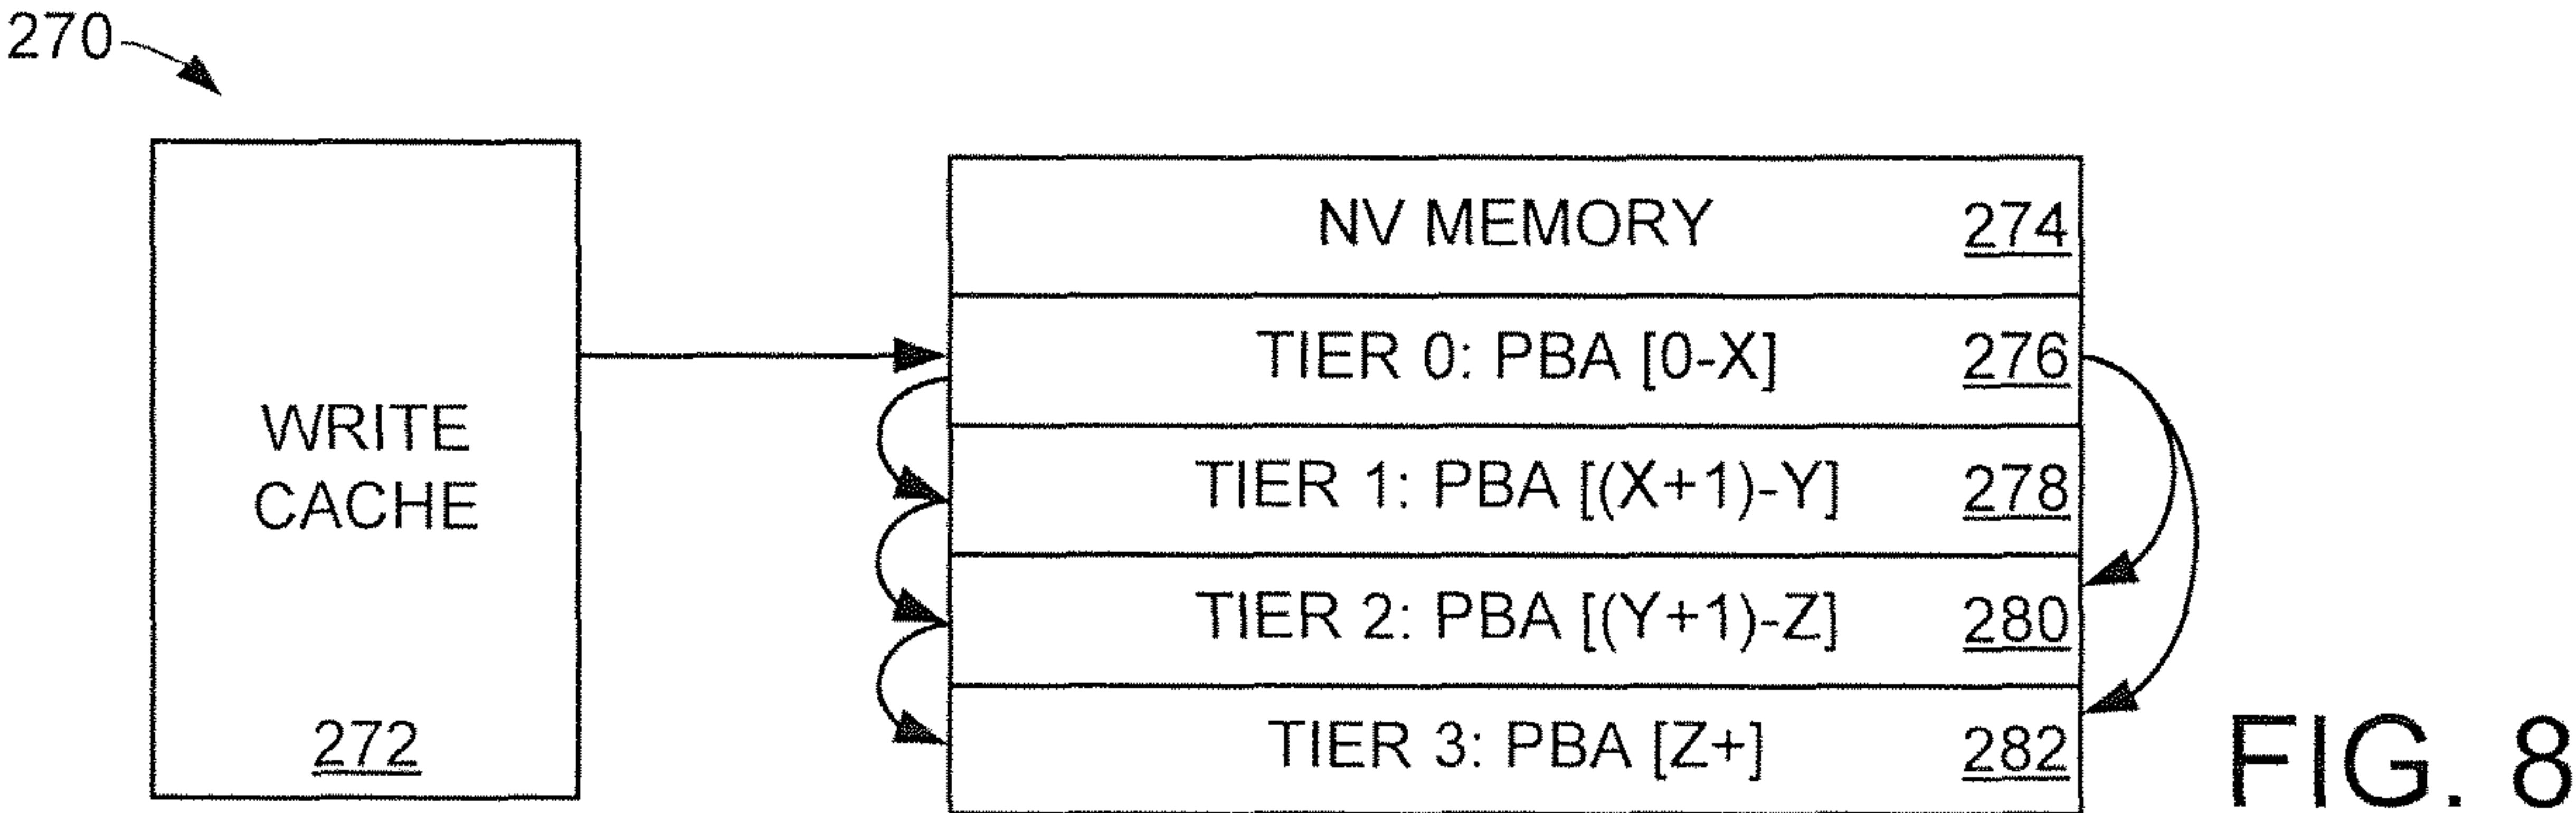 270
WRITE
CACHE
272
NV MEMORY 274
TIER 0: PBA [0-X] 276
TIER 1: PBA [(X+1)-Y] 278
TIER 2: PBA [(Y+1)-Z] 280
TIER 3: PBA [Z+] 282
FIG. 8